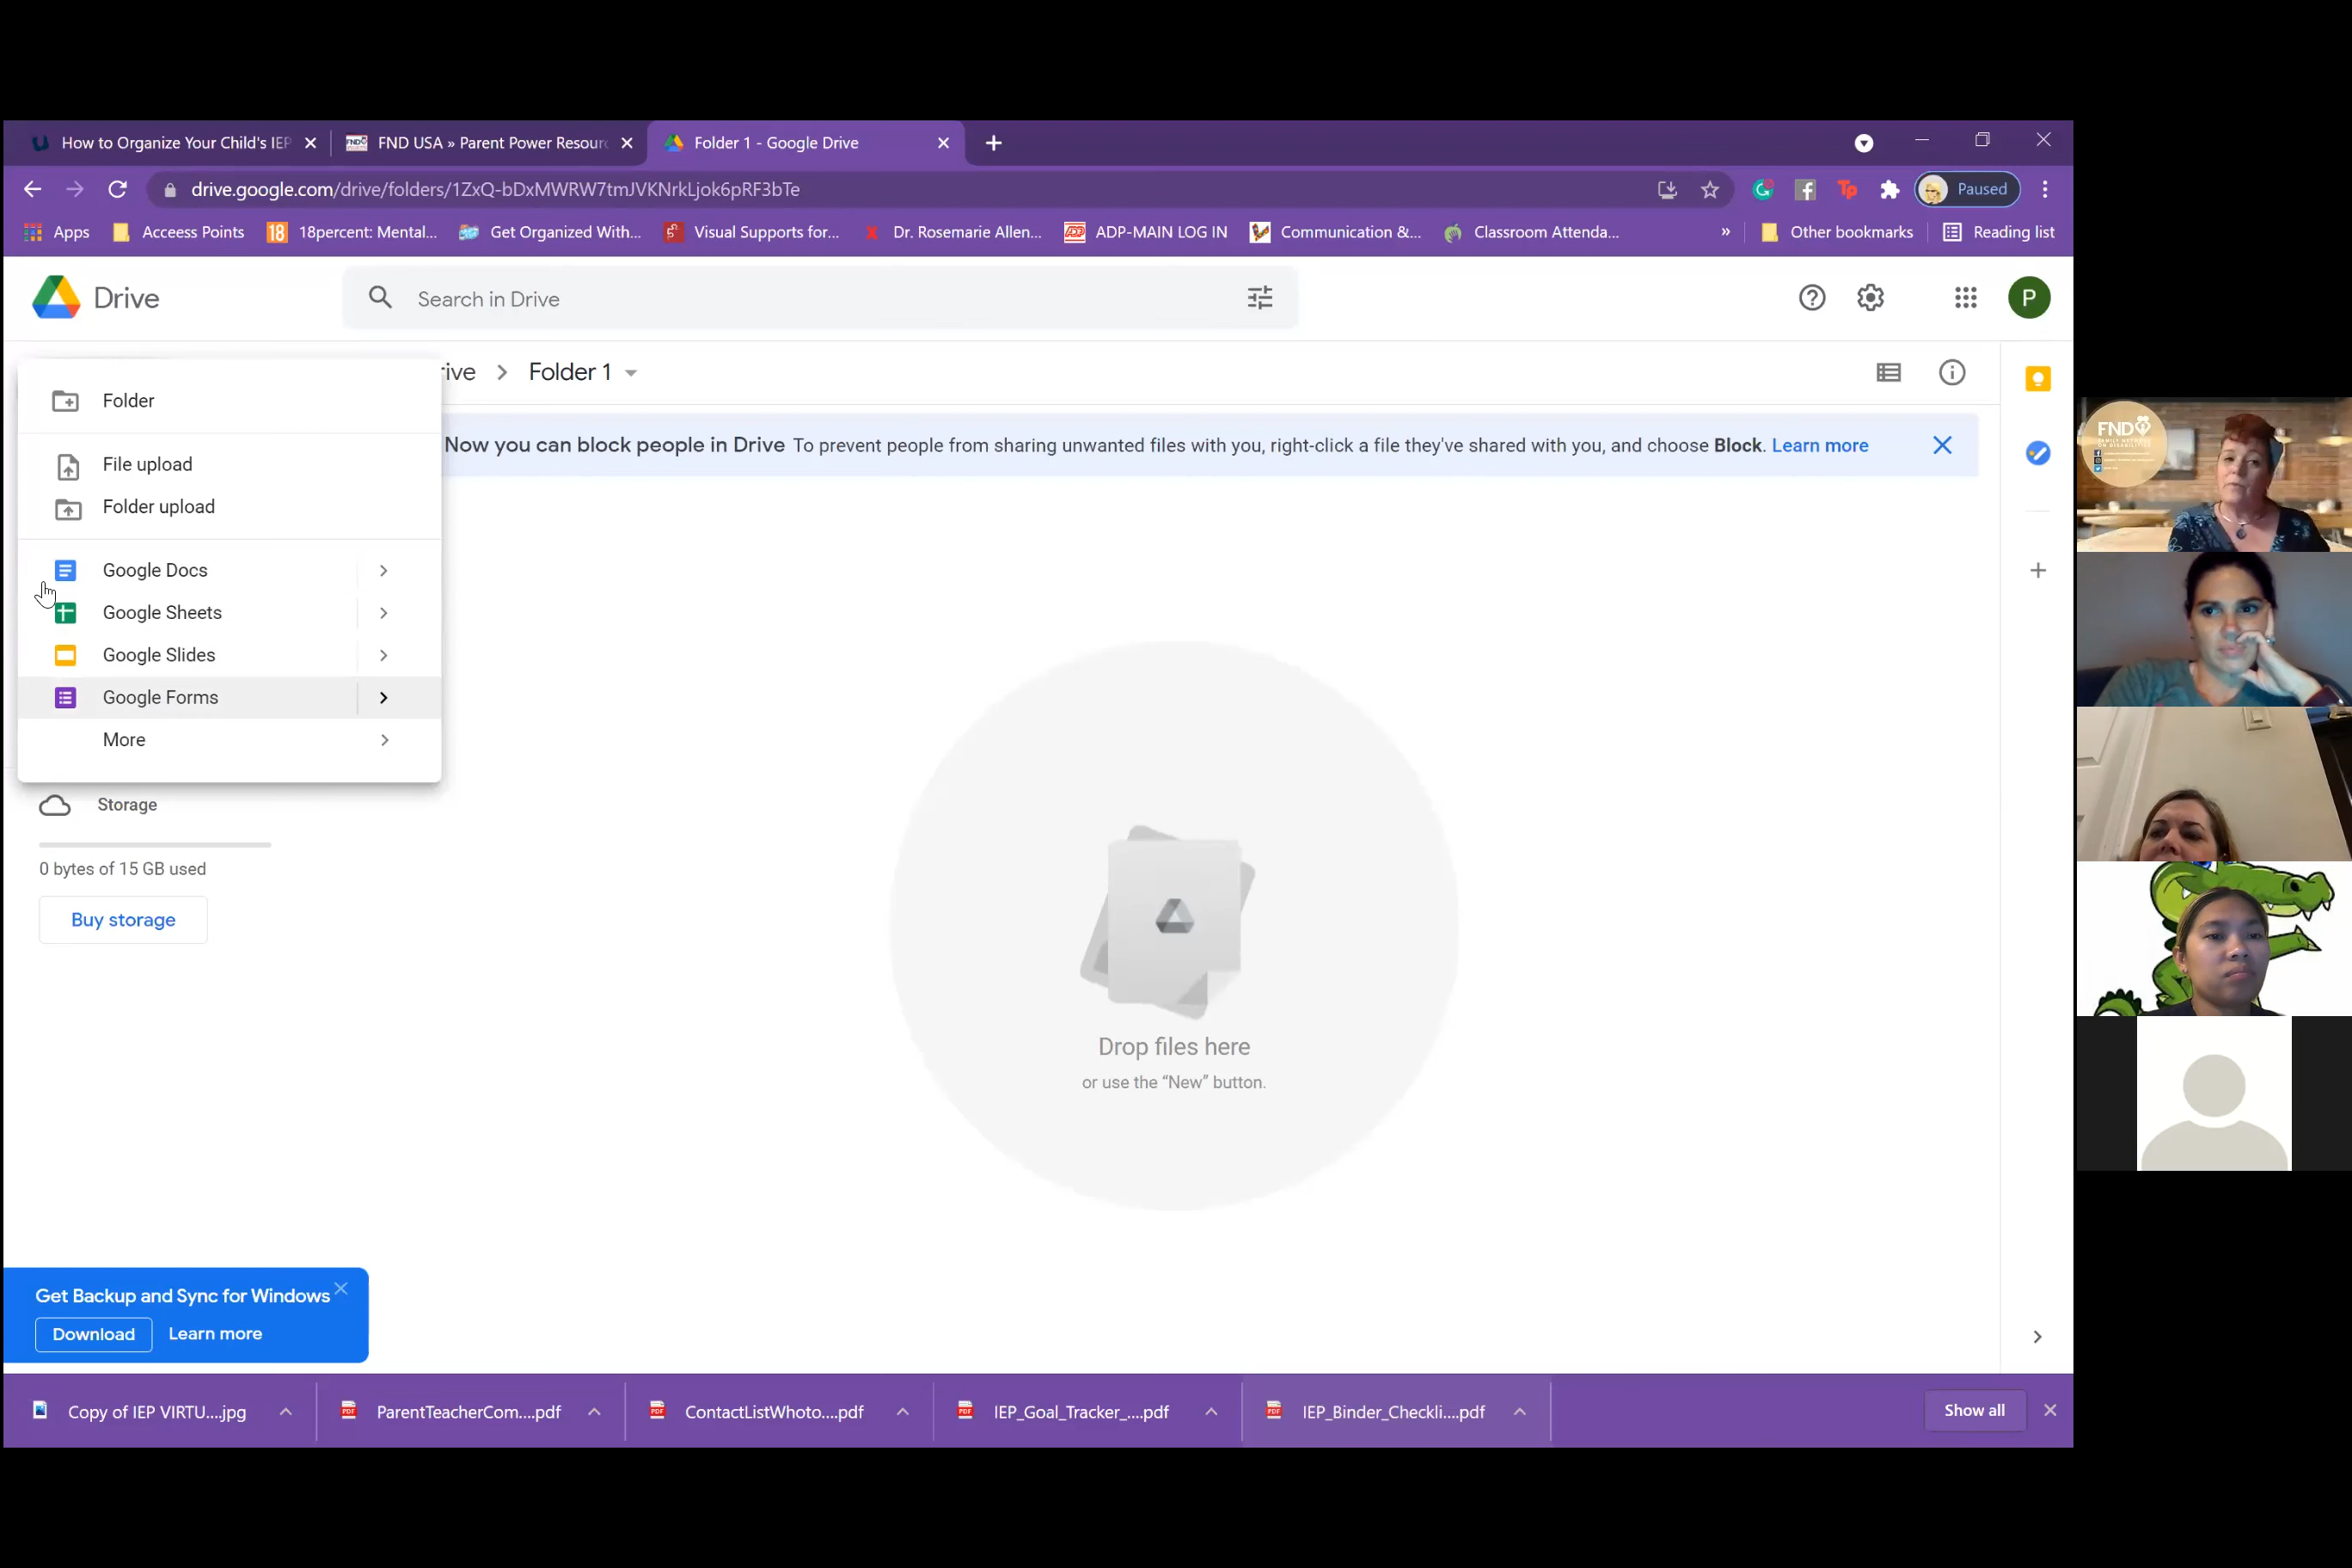 How to Organize Your Child's IEP
FND USA » Parent Power Resour
Folder 1 - Google Drive
drive.google.com/drive/folders/1ZxQ-bDxMWRW7tmJVKNrkLjok6pRF3bTe
Paused
Apps
Acceess Points
18
18percent: Mental...
Get Organized With...
Visual Supports for...
Dr. Rosemarie Allen...
ADP
ADP-MAIN LOG IN
Communication &...
Classroom Attenda...
»
Other bookmarks
Reading list
Drive
Search in Drive
P
rive
Folder 1
Folder
Now you can block people in Drive To prevent people from sharing unwanted files with you, right-click a file they've shared with you, and choose Block. Learn more
File upload
Folder upload
Google Docs
Google Sheets
Google Slides
Google Forms
More
Storage
0 bytes of 15 GB used
Buy storage
Drop files here
or use the “New” button.
Get Backup and Sync for Windows
Download
Learn more
Copy of IEP VIRTU....jpg
ParentTeacherCom....pdf
ContactListWhoto....pdf
IEP_Goal_Tracker_....pdf
IEP_Binder_Checkli....pdf
Show all
FND